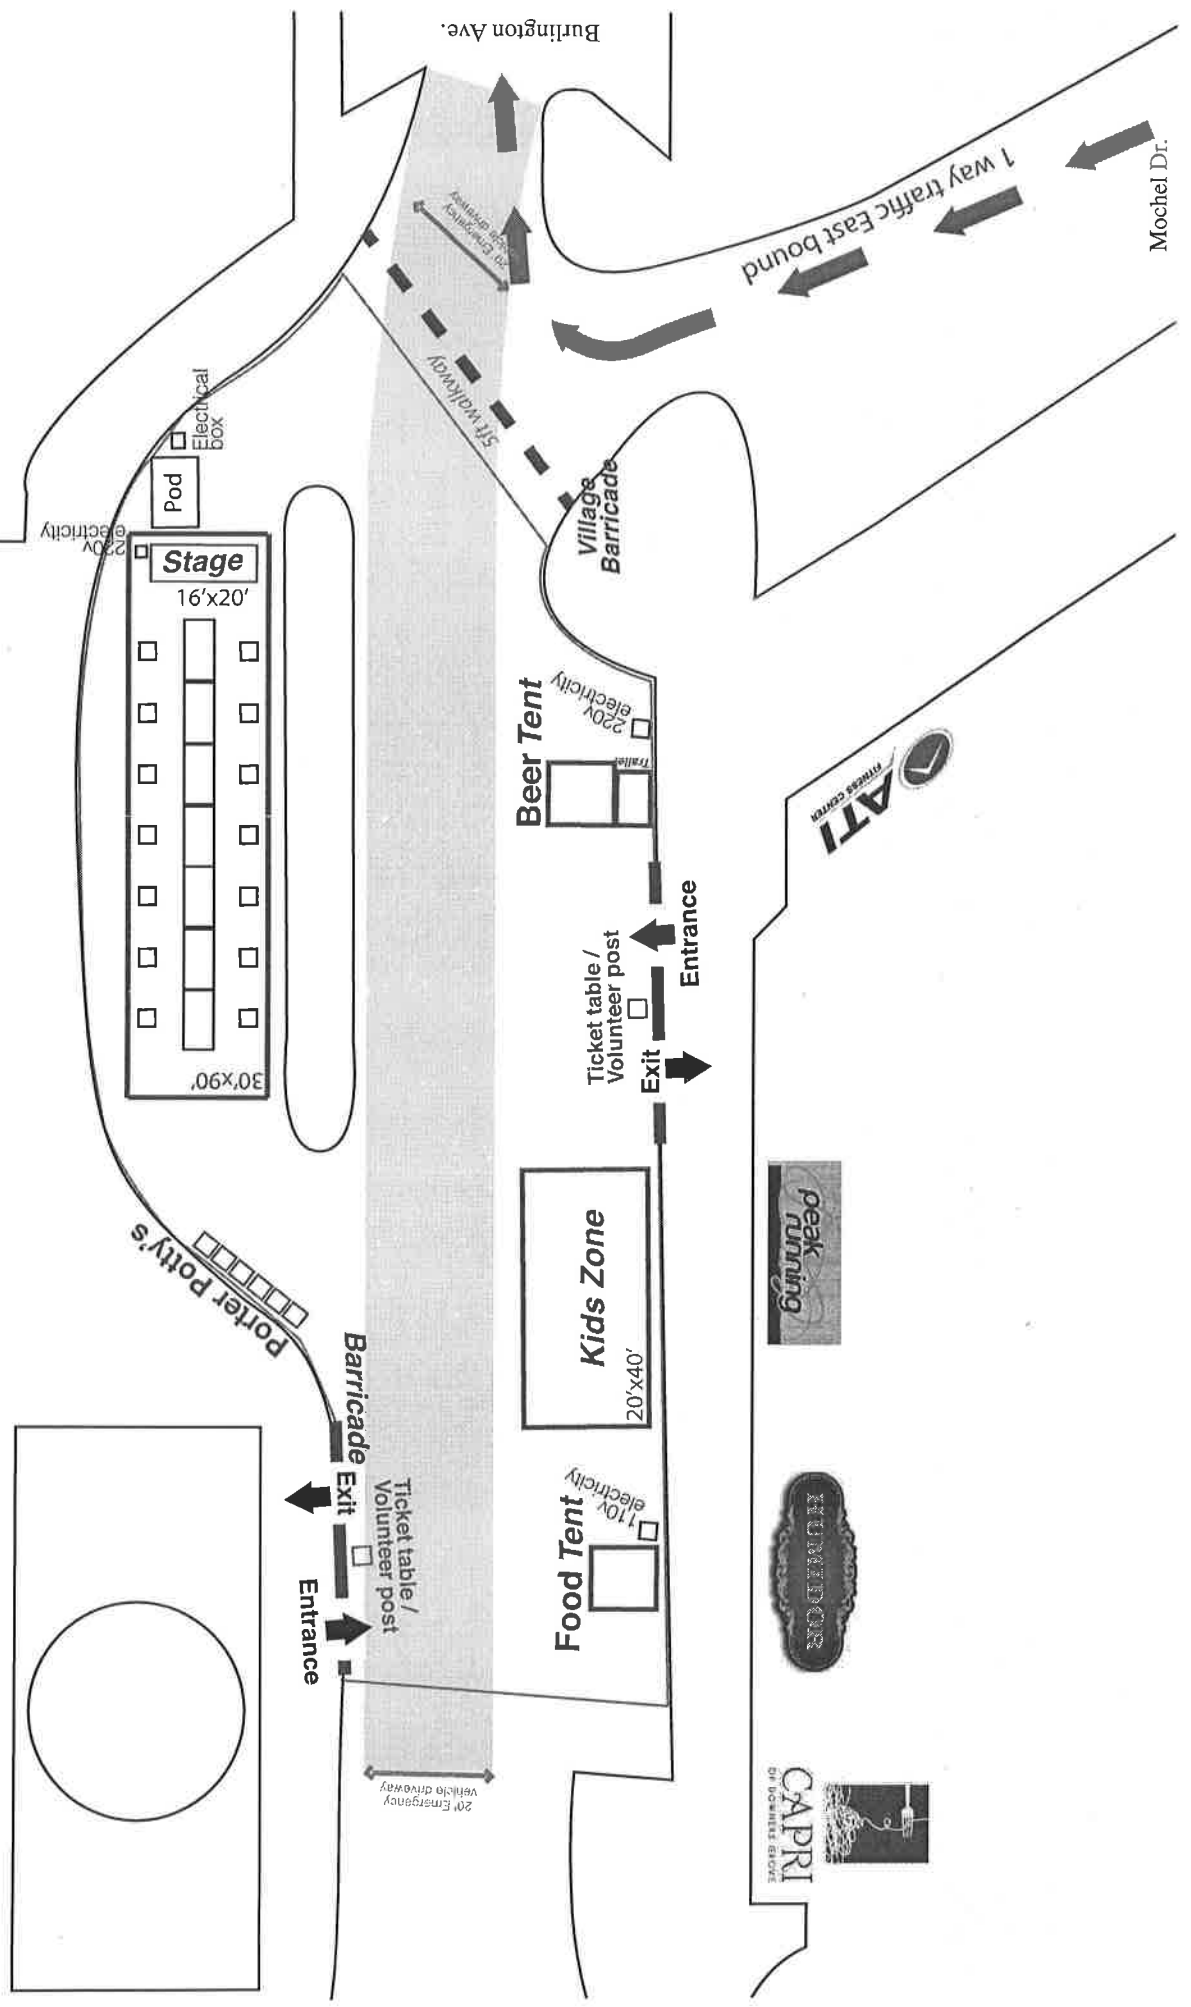 Burlington Ave.
Mochel Dr.
1 way traffic East bound
20' Emergency
vehicle driveway
5ft walkway
Village
Barricade
Electrical
box
Pod
220v
electricity
Stage
16'x20'
30'x90'
Beer Tent
220v
electricity
Trailer
ATI
FITNESS CENTER
Entrance
Ticket table /
Volunteer post
Exit
Kids Zone
20'x40'
peak
running
Porter Potty's
Barricade
Exit
Ticket table /
Volunteer post
Entrance
Food Tent
110v
electricity
HUMIDOR
20' Emergency
vehicle driveway
CAPRI
OF DOWNERS GROVE